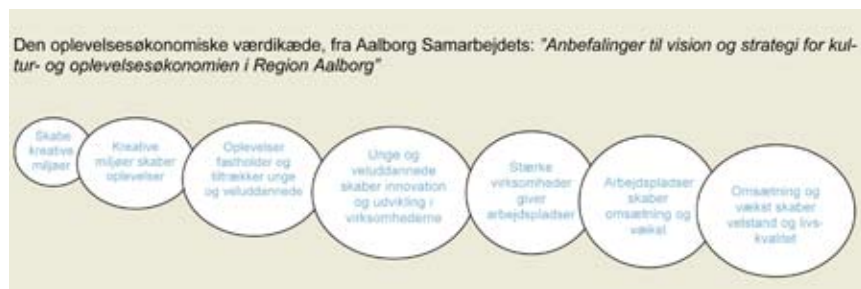 Den oplevelsesøkonomiske værdikæde, fra Aalborg Samarbejdets: "Anbefalinger til vision og strategi for kul-
tur- og oplevelsesøkonomien i Region Aalborg"
Skabe
kreative
miljøer
Kreative
miljøer skaber
oplevelser
Oplevelser
fastholder og
tiltrækker unge
og veluddannede
Unge og
veluddannede
skaber innovation
og udvikling i
virksomhederne
Stærke
virksomheder
giver
arbejdspladser
Arbejdspladser
skaber
omsætning og
vækst
Omsætning og
vækst skaber
velstand og livs-
kvalitet